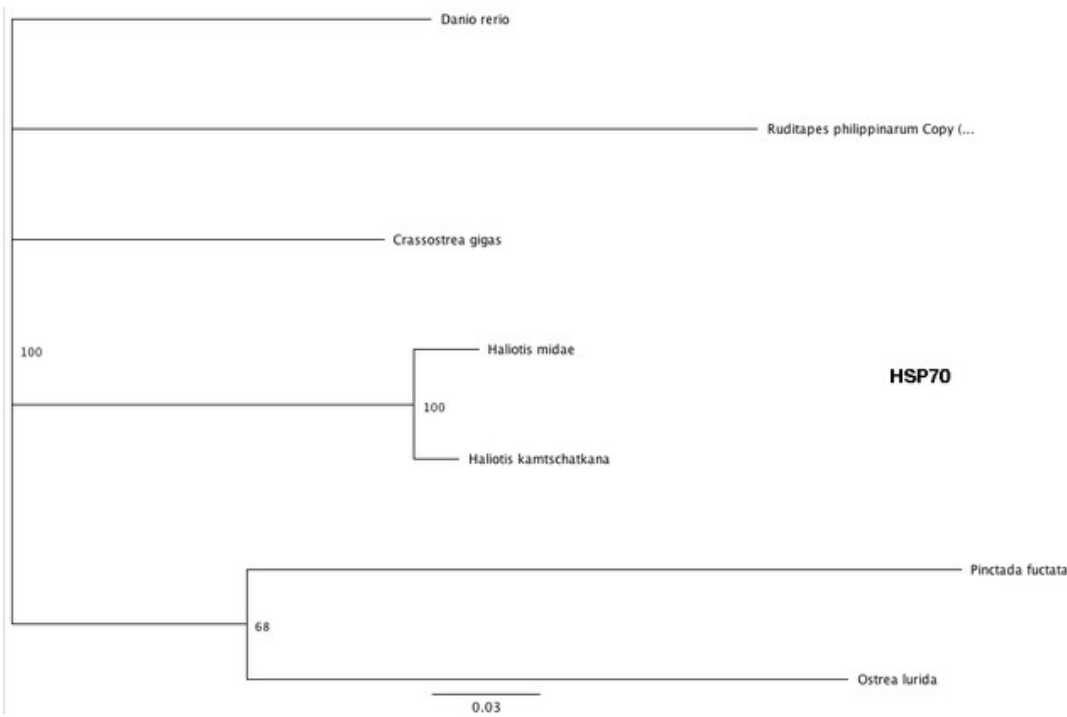 Danio rerio
Ruditapes philippinarum Copy (...
Crassostrea gigas
100
Haliotis midae
HSP70
100
Haliotis kamtschatkana
Pinctada fuctata
68
Ostrea lurida
0.03